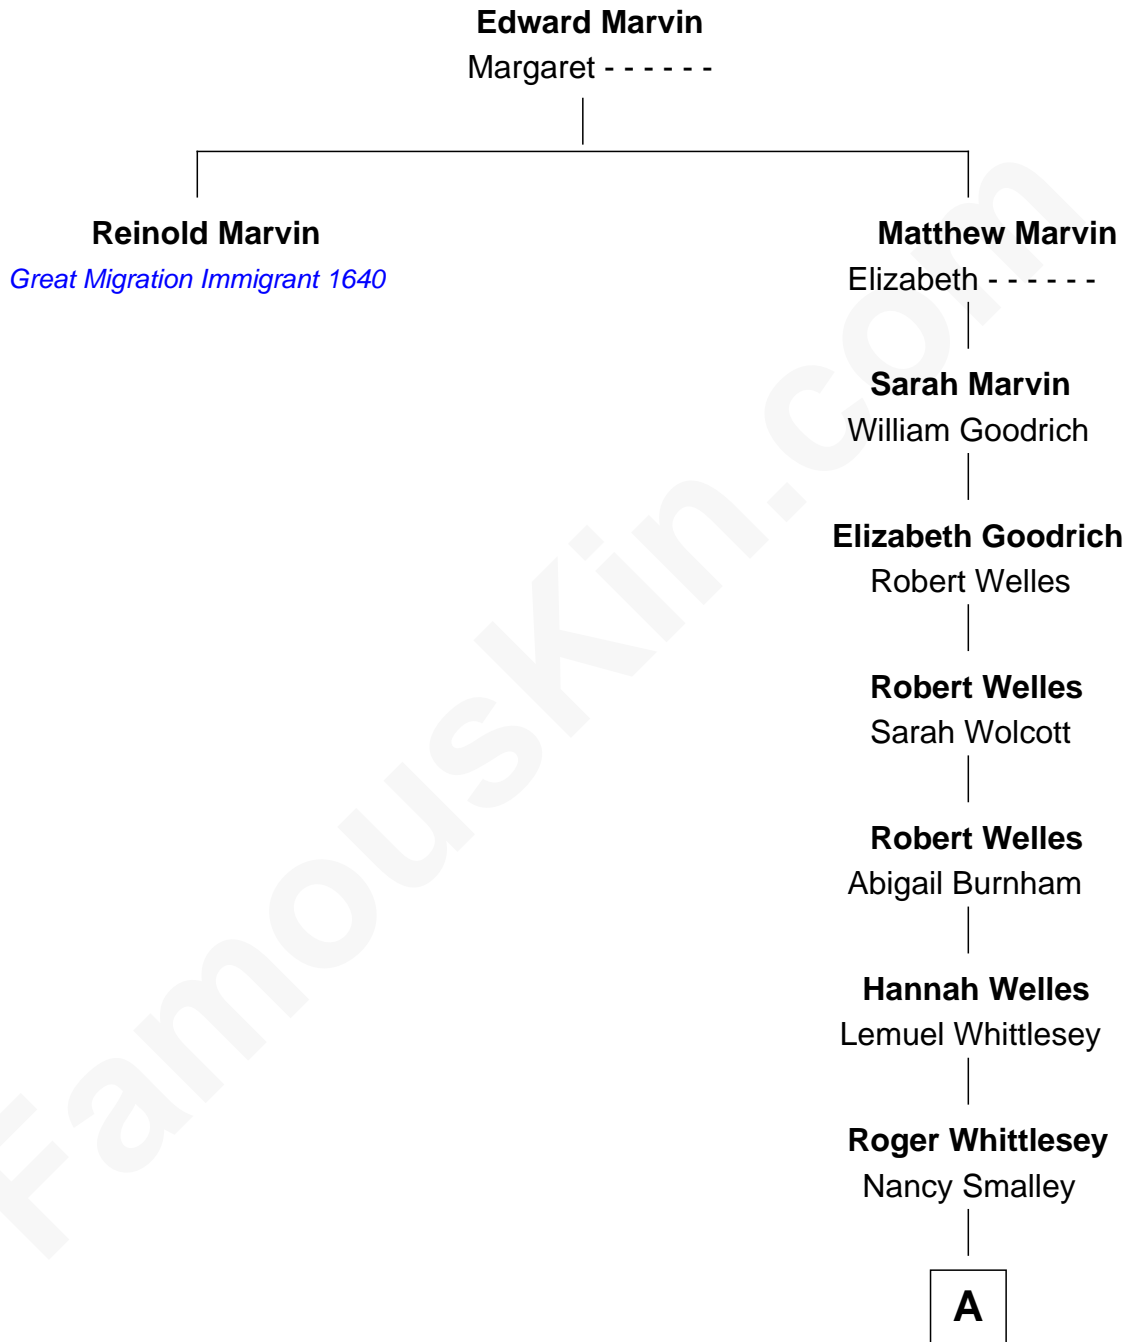 Edward Marvin
Margaret - - - - - -
Reinold Marvin
Great Migration Immigrant 1640
Matthew Marvin
Elizabeth - - - - - -
Sarah Marvin
William Goodrich
Elizabeth Goodrich
Robert Welles
Robert Welles
Sarah Wolcott
Robert Welles
Abigail Burnham
Hannah Welles
Lemuel Whittlesey
Roger Whittlesey
Nancy Smalley
A
FamousKin.com